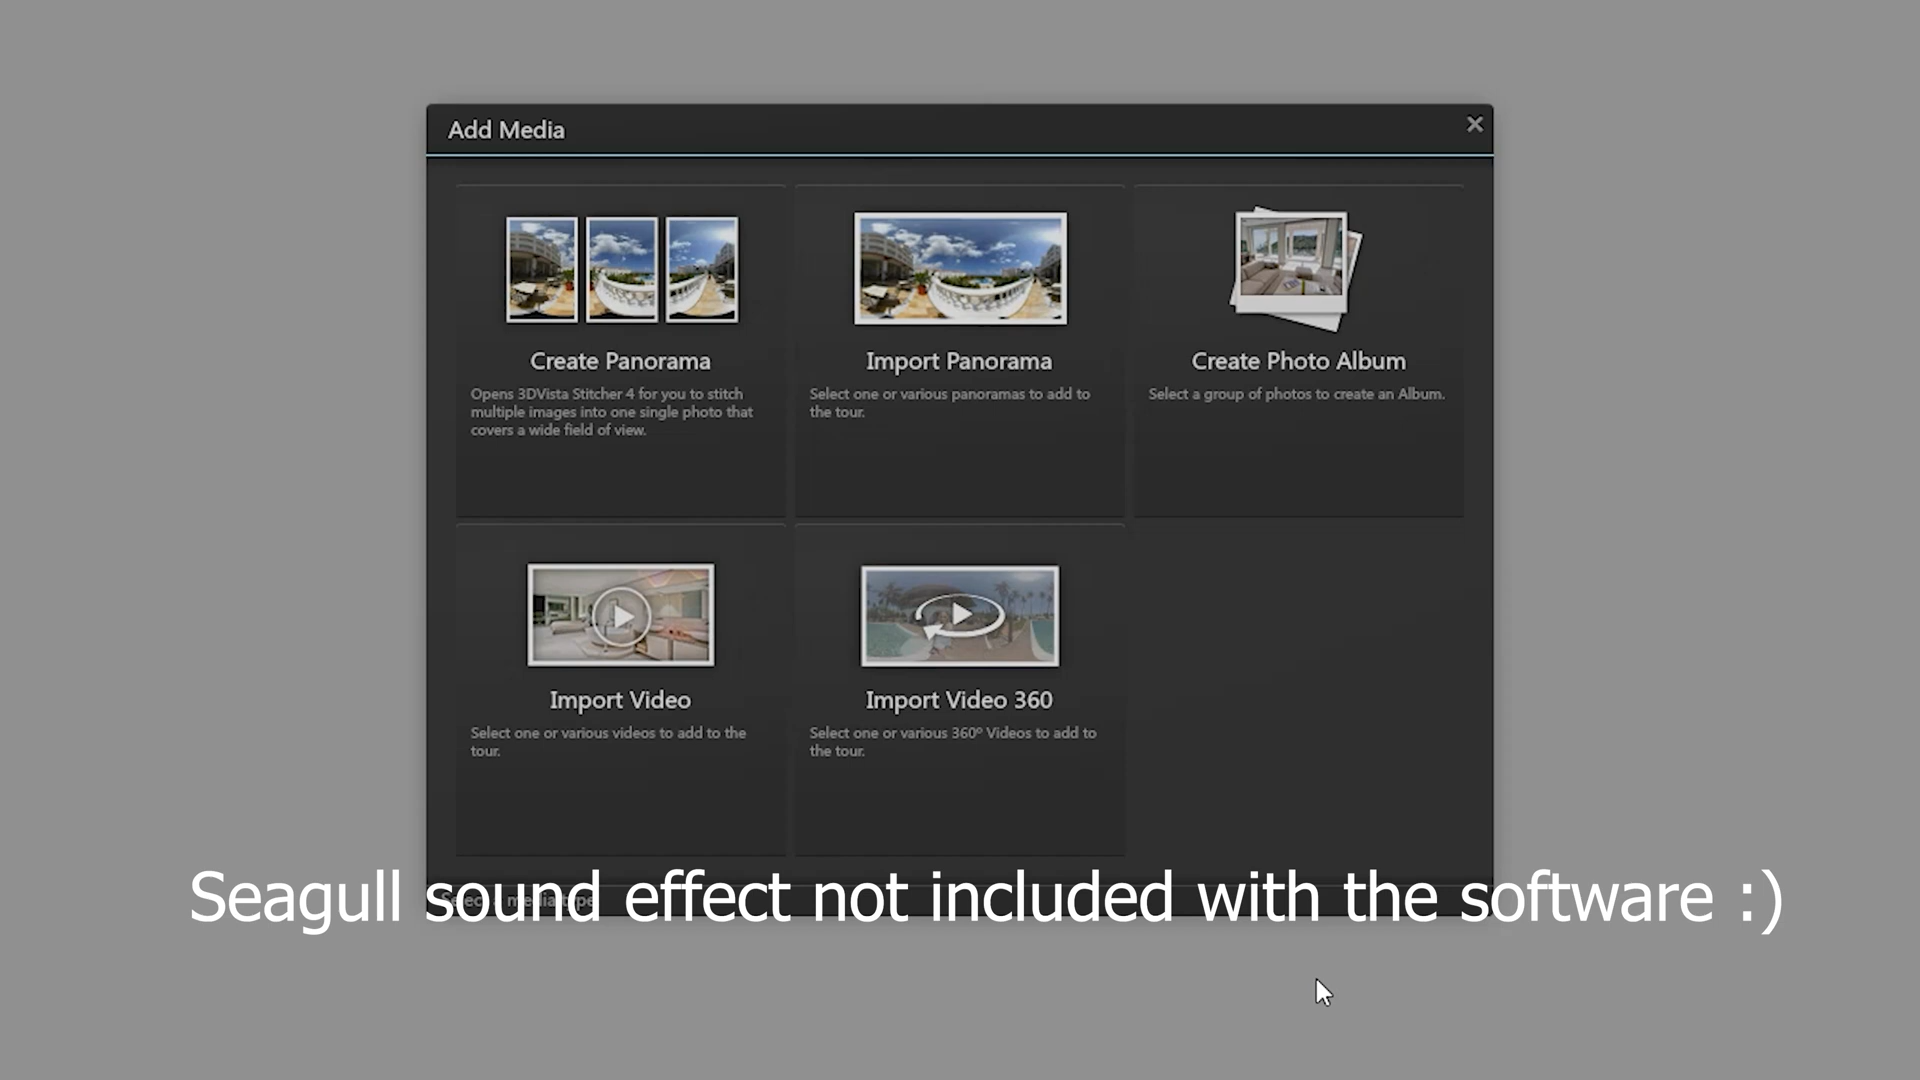 Add Media
Create Panorama
Opens 3DVista Stitcher 4 for you to stitch
multiple images into one single photo that
covers a wide field of view.
Import Panorama
Select one or various panoramas to add to
the tour.
Create Photo Album
Select a group of photos to create an Album.
Import Video
Select one or various videos to add to the
tour.
Import Video 360
Select one or various 360º Videos to add to
the tour.
Select a media type
Seagull sound effect not included with the software :)